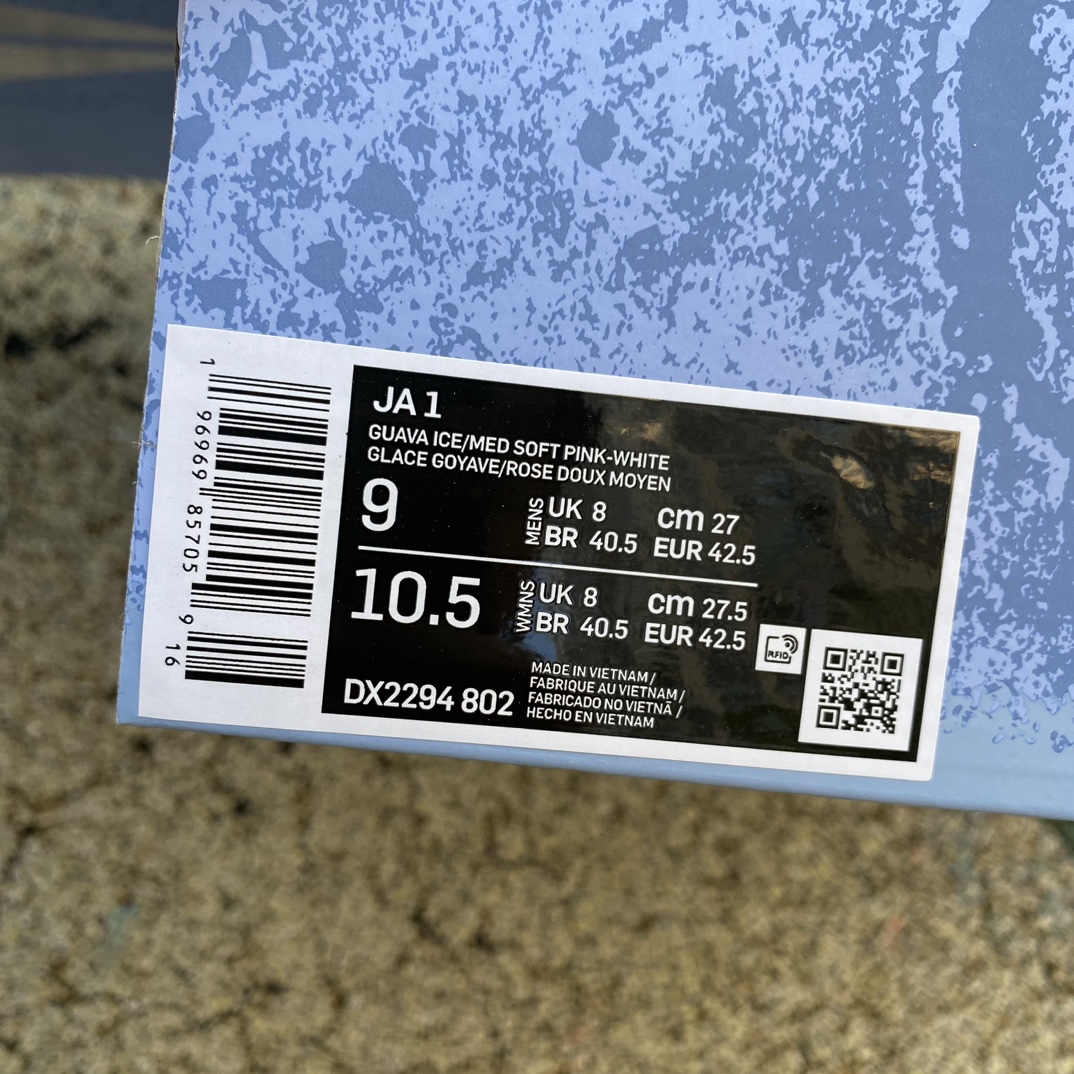 1 96969 85705 9 16
JA 1
GUAVA ICE/MED SOFT PINK-WHITE
GLACE GOYAVE/ROSE DOUX MOYEN
9 MENS UK 8 cm 27
BR 40.5 EUR 42.5
10.5 WMNS UK 8 cm 27.5
BR 40.5 EUR 42.5
RFID
DX2294 802
MADE IN VIETNAM/
FABRIQUE AU VIETNAM/
FABRICADO NO VIETNÃ /
HECHO EN VIETNAM